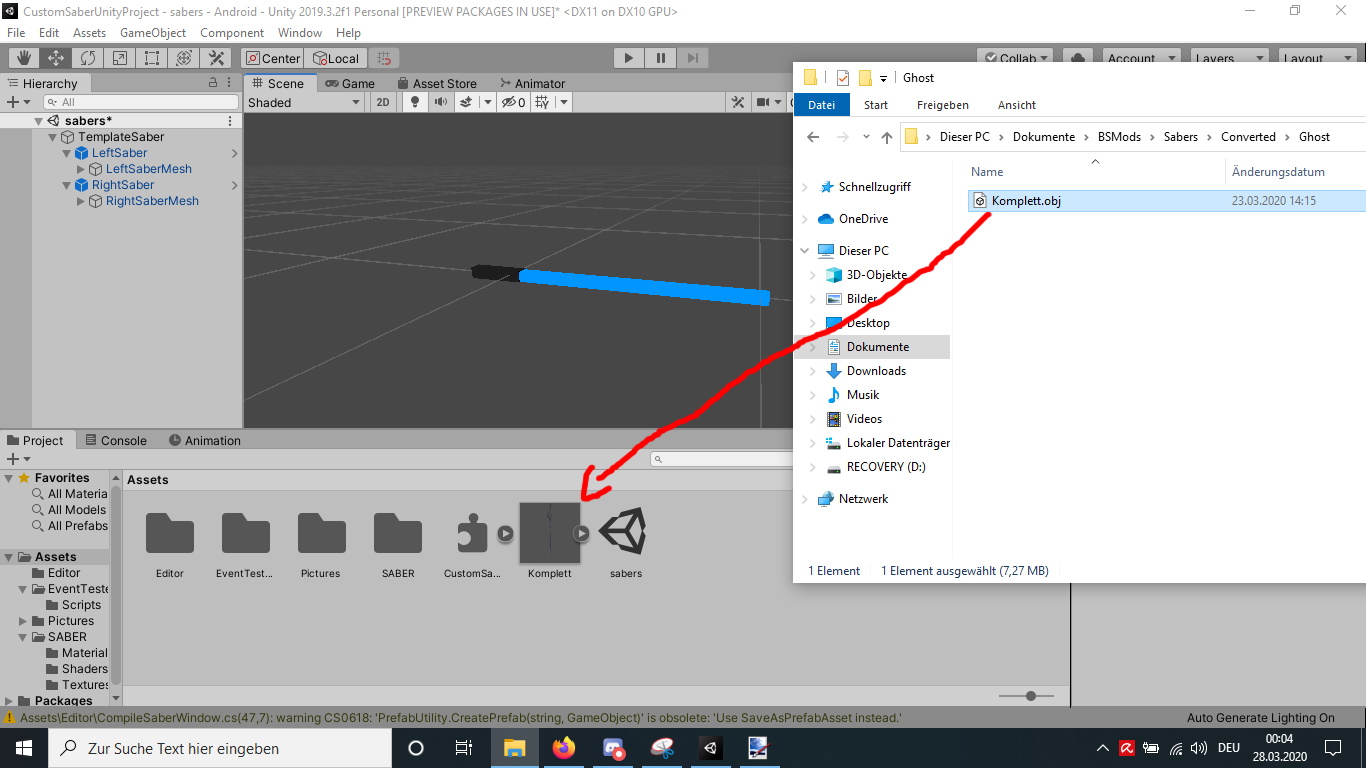 CustomSaberUnityProject - sabers - Android - Unity 2019.3.2f1 Personal [PREVIEW PACKAGES IN USE]* <DX11 on DX10 GPU>
File Edit Assets GameObject Component Window Help
Center Local Collab Account Layers Layout
Hierarchy
All
sabers*
TemplateSaber
LeftSaber
LeftSaberMesh
RightSaber
RightSaberMesh
Scene Game Asset Store Animator
Shaded 2D 0
Ghost
Datei Start Freigeben Ansicht
Dieser PC Dokumente BSMods Sabers Converted Ghost
Name Änderungsdatum
Komplett.obj 23.03.2020 14:15
Schnellzugriff
OneDrive
Dieser PC
3D-Objekte
Bilder
Desktop
Dokumente
Downloads
Musik
Videos
Lokaler Datenträger
RECOVERY (D:)
Netzwerk
1 Element 1 Element ausgewählt (7,27 MB)
Project Console Animation
Favorites
All Materia
All Models
All Prefabs
Assets
Editor
EventTeste
Scripts
Pictures
SABER
Material
Shaders
Textures
Packages
Assets
Editor EventTest... Pictures SABER CustomSa... Komplett sabers
Assets\Editor\CompileSaberWindow.cs(47,7): warning CS0618: 'PrefabUtility.CreatePrefab(string, GameObject)' is obsolete: 'Use SaveAsPrefabAsset instead.'
Auto Generate Lighting On
Zur Suche Text hier eingeben
DEU
00:04
28.03.2020